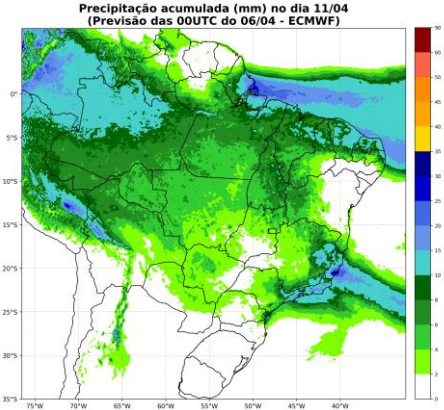 Precipitação acumulada (mm) no dia 11/04
(Previsão das 00UTC do 06/04 - ECMWF)
0°
5°S
10°S
15°S
20°S
25°S
30°S
35°S
75°W
70°W
65°W
60°W
55°W
50°W
45°W
40°W
90
60
50
45
40
35
30
25
20
15
10
8
6
4
2
0